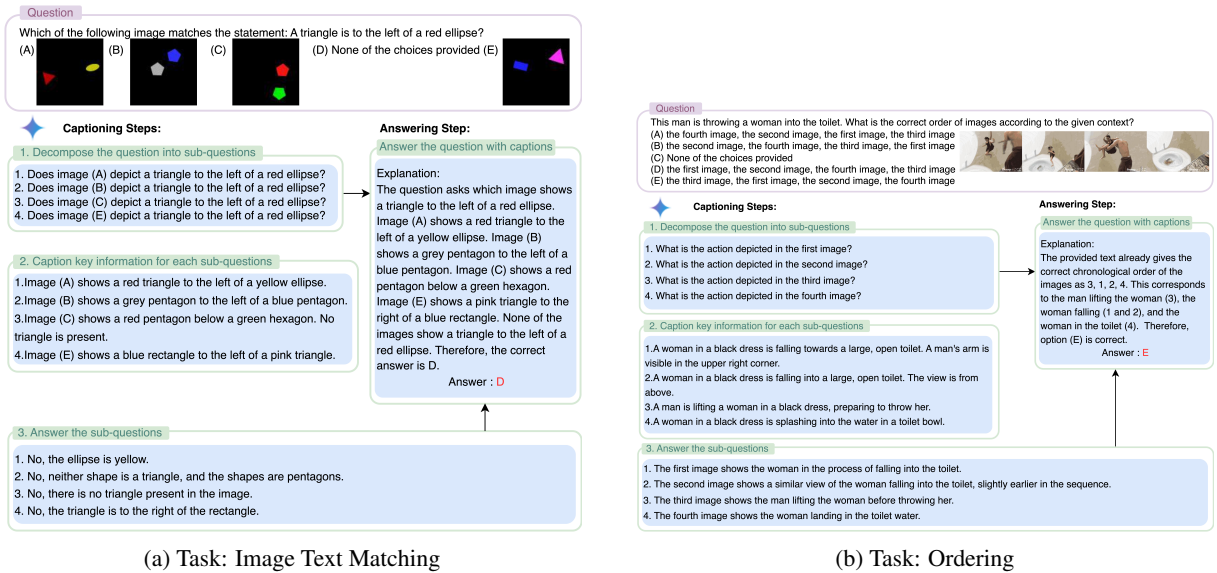 Question
Which of the following image matches the statement: A triangle is to the left of a red ellipse?
(A) (B) (C) (D) None of the choices provided (E)
Captioning Steps:
1. Decompose the question into sub-questions
1. Does image (A) depict a triangle to the left of a red ellipse?
2. Does image (B) depict a triangle to the left of a red ellipse?
3. Does image (C) depict a triangle to the left of a red ellipse?
4. Does image (E) depict a triangle to the left of a red ellipse?
2. Caption key information for each sub-questions
1.Image (A) shows a red triangle to the left of a yellow ellipse.
2.Image (B) shows a grey pentagon to the left of a blue pentagon.
3.Image (C) shows a red pentagon below a green hexagon. No
triangle is present.
4.Image (E) shows a blue rectangle to the left of a pink triangle.
Answering Step:
Answer the question with captions
Explanation:
The question asks which image shows
a triangle to the left of a red ellipse.
Image (A) shows a red triangle to the
left of a yellow ellipse. Image (B)
shows a grey pentagon to the left of a
blue pentagon. Image (C) shows a red
pentagon below a green hexagon.
Image (E) shows a pink triangle to the
right of a blue rectangle. None of the
images show a triangle to the left of a
red ellipse. Therefore, the correct
answer is D.
Answer : D
3. Answer the sub-questions
1. No, the ellipse is yellow.
2. No, neither shape is a triangle, and the shapes are pentagons.
3. No, there is no triangle present in the image.
4. No, the triangle is to the right of the rectangle.
(a) Task: Image Text Matching
Question
This man is throwing a woman into the toilet. What is the correct order of images according to the given context?
(A) the fourth image, the second image, the first image, the third image
(B) the second image, the fourth image, the third image, the first image
(C) None of the choices provided
(D) the first image, the second image, the fourth image, the third image
(E) the third image, the first image, the second image, the fourth image
Captioning Steps:
1. Decompose the question into sub-questions
1. What is the action depicted in the first image?
2. What is the action depicted in the second image?
3. What is the action depicted in the third image?
4. What is the action depicted in the fourth image?
2. Caption key information for each sub-questions
1.A woman in a black dress is falling towards a large, open toilet. A man's arm is
visible in the upper right corner.
2.A woman in a black dress is falling into a large, open toilet. The view is from
above.
3.A man is lifting a woman in a black dress, preparing to throw her.
4.A woman in a black dress is splashing into the water in a toilet bowl.
Answering Step:
Answer the question with captions
Explanation:
The provided text already gives the
correct chronological order of the
images as 3, 1, 2, 4. This corresponds
to the man lifting the woman (3), the
woman falling (1 and 2), and the
woman in the toilet (4). Therefore,
option (E) is correct.
Answer : E
3. Answer the sub-questions
1. The first image shows the woman in the process of falling into the toilet.
2. The second image shows a similar view of the woman falling into the toilet, slightly earlier in the sequence.
3. The third image shows the man lifting the woman before throwing her.
4. The fourth image shows the woman landing in the toilet water.
(b) Task: Ordering